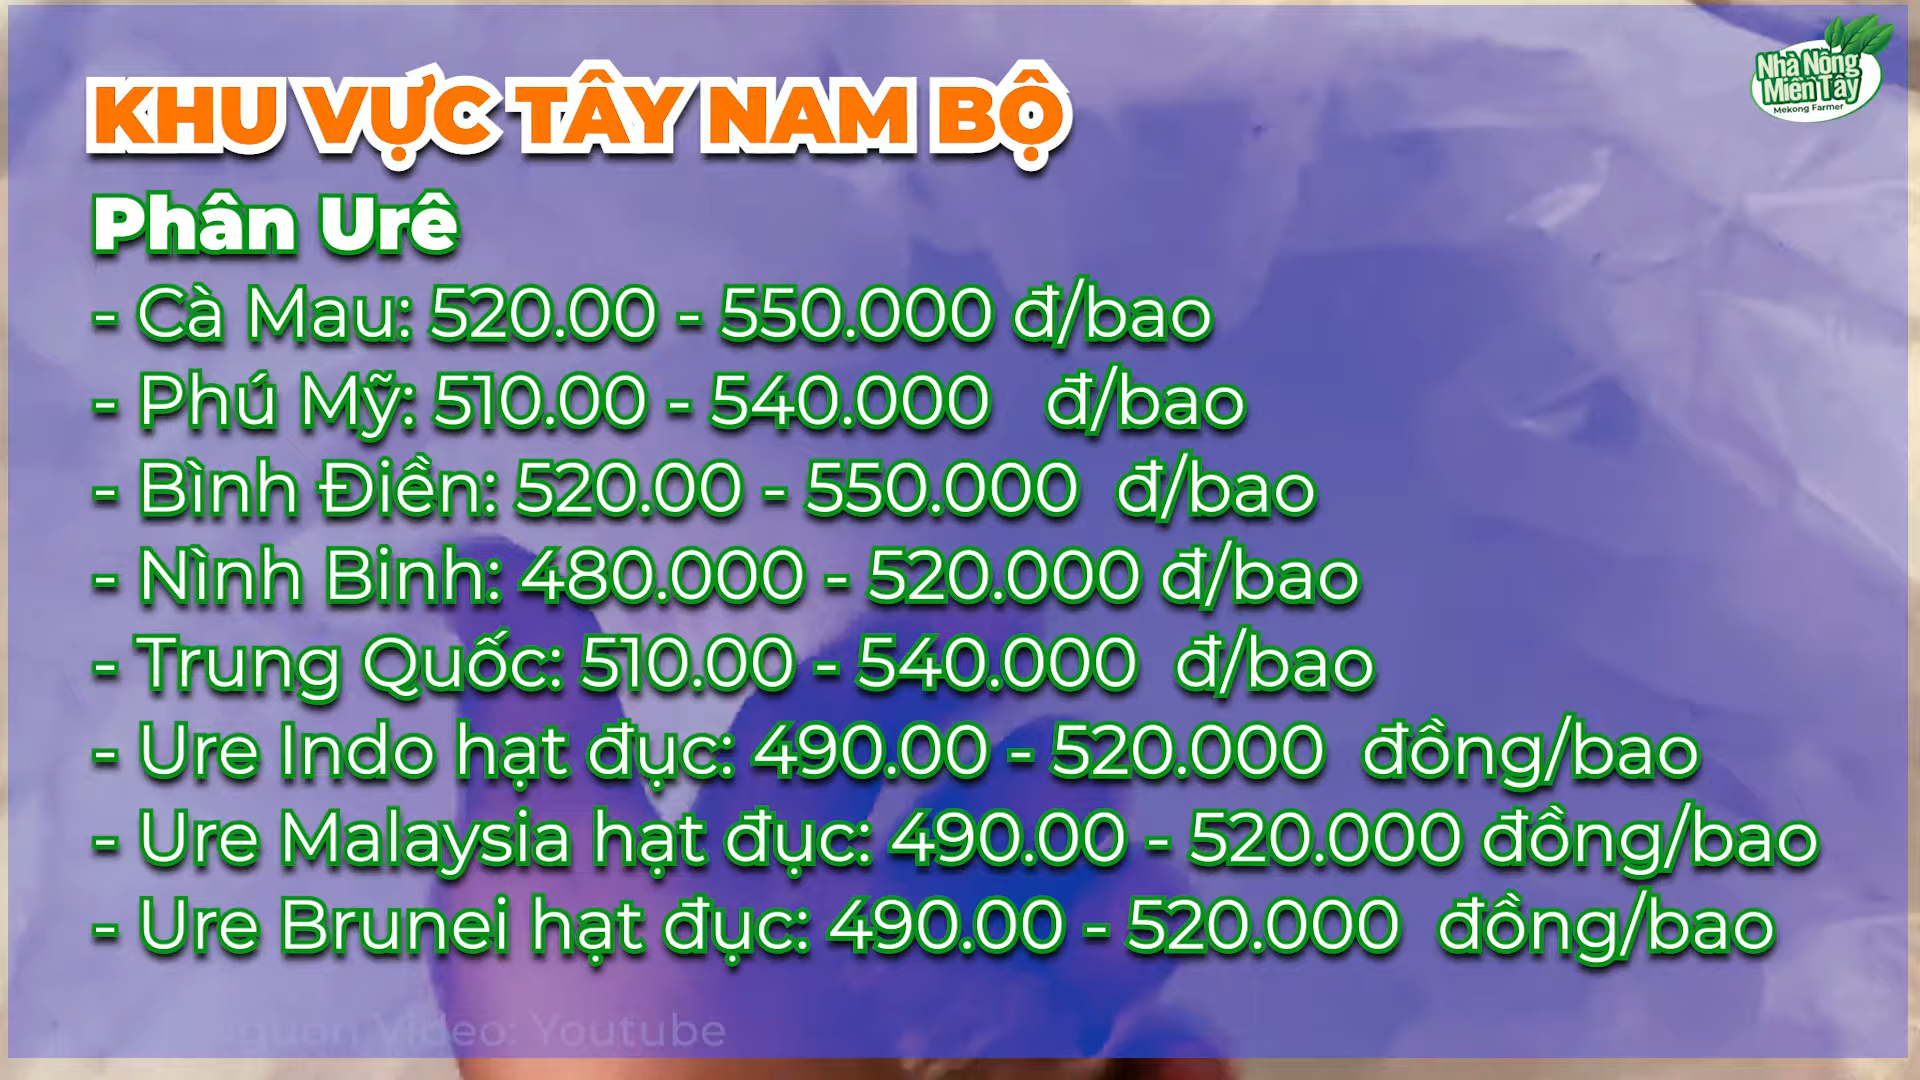 Nhà Nông
Miền Tây
Mekong Farmer
KHU VỰC TÂY NAM BỘ
Phân Urê
- Cà Mau: 520.00 - 550.000 đ/bao
- Phú Mỹ: 510.00 - 540.000 đ/bao
- Bình Điền: 520.00 - 550.000 đ/bao
- Nình Binh: 480.000 - 520.000 đ/bao
- Trung Quốc: 510.00 - 540.000 đ/bao
- Ure Indo hạt đục: 490.00 - 520.000 đồng/bao
- Ure Malaysia hạt đục: 490.00 - 520.000 đồng/bao
- Ure Brunei hạt đục: 490.00 - 520.000 đồng/bao
Video: Youtube